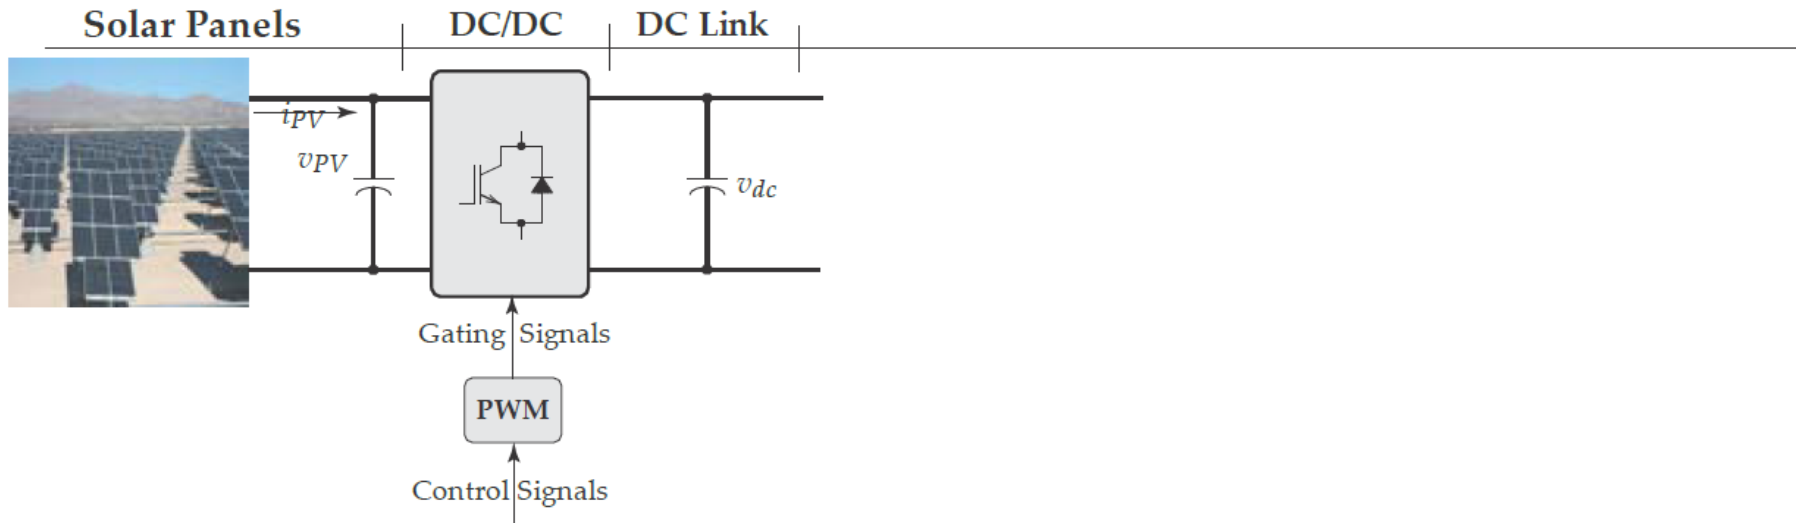 Solar Panels DC/DC DC Link
iPV
vPV
vdc
Gating Signals
PWM
Control Signals